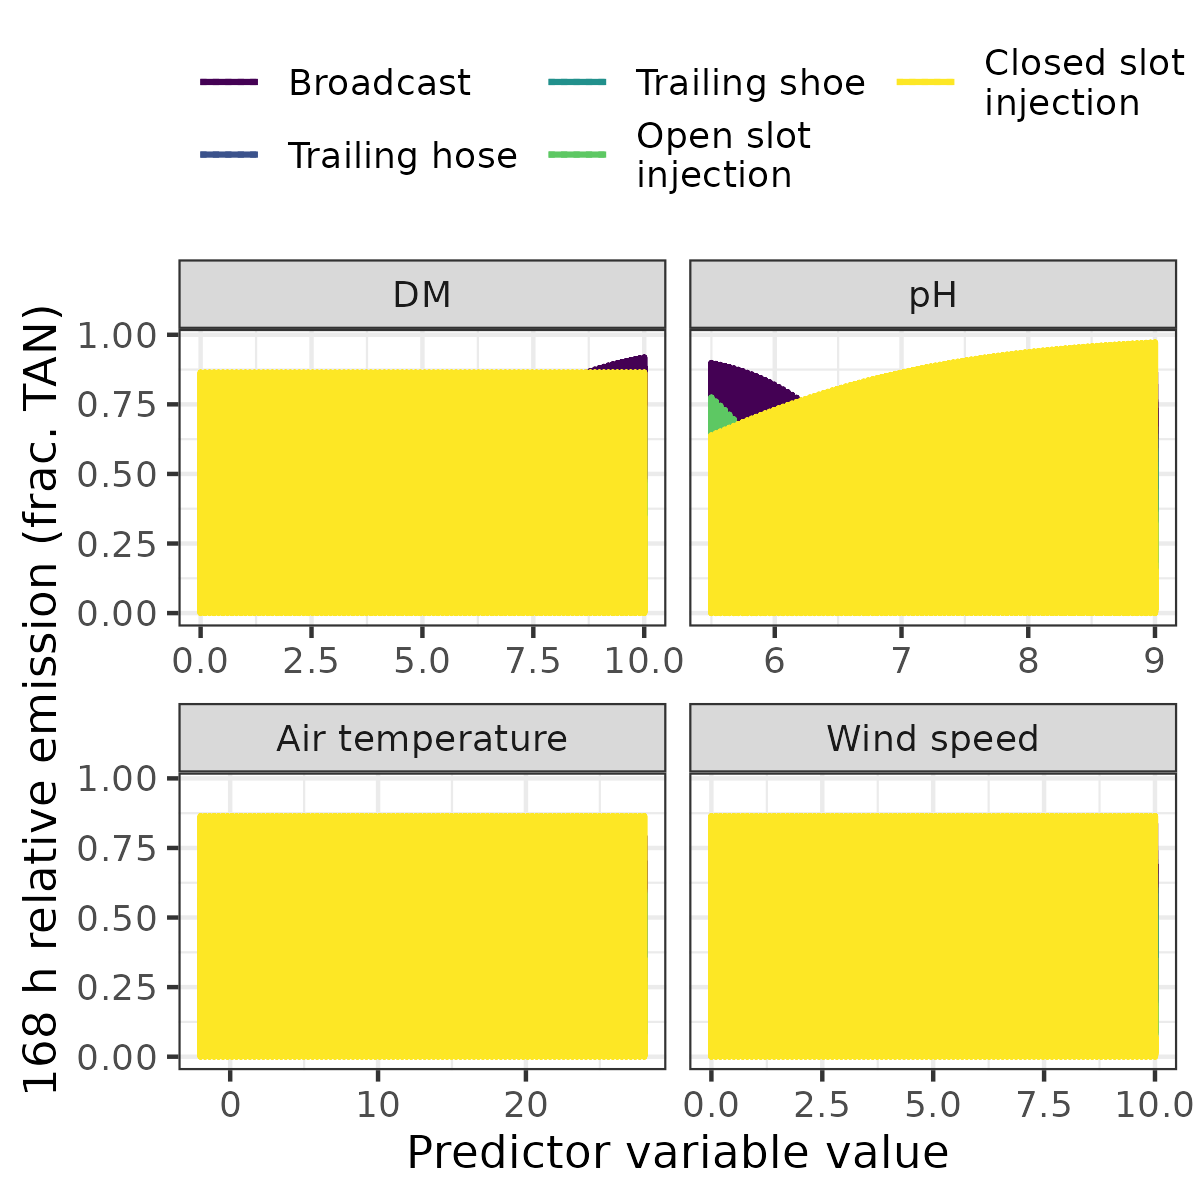 Broadcast
Trailing hose
Trailing shoe
Open slot
injection
Closed slot
injection
168 h relative emission (frac. TAN)
DM
pH
1.00
0.75
0.50
0.25
0.00
0.0 2.5 5.0 7.5 10.0
6 7 8 9
Air temperature
Wind speed
1.00
0.75
0.50
0.25
0.00
0 10 20
0.0 2.5 5.0 7.5 10.0
Predictor variable value